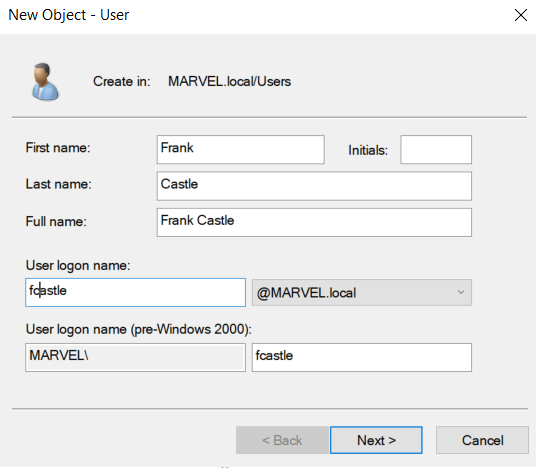 New Object - User
Create in: MARVEL.local/Users
First name: Frank Initials:
Last name: Castle
Full name: Frank Castle
User logon name:
fcastle @MARVEL.local
User logon name (pre-Windows 2000):
MARVEL\ fcastle
< Back Next > Cancel